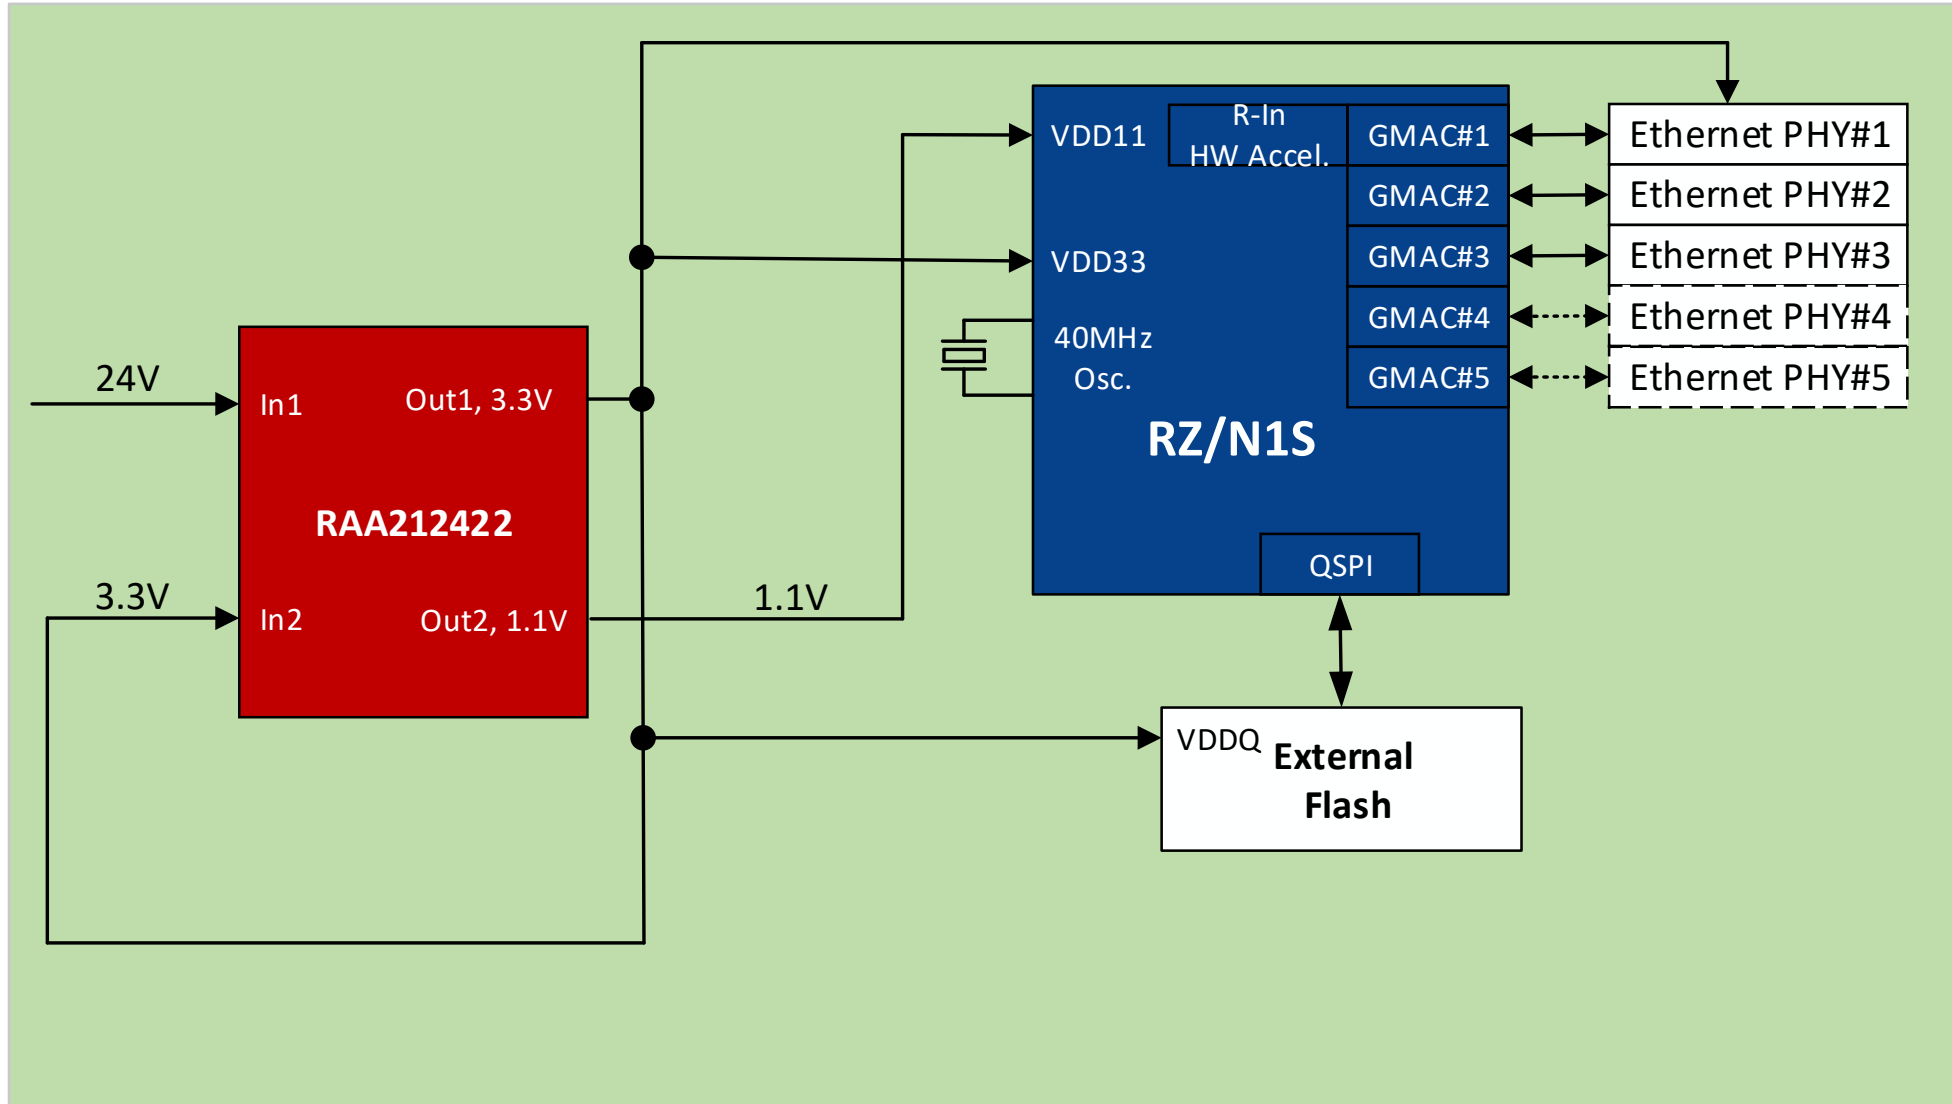 24V
In1
Out1, 3.3V
RAA212422
3.3V
In2
Out2, 1.1V
1.1V
VDD11
R-In
HW Accel.
VDD33
40MHz
Osc.
RZ/N1S
GMAC#1
GMAC#2
GMAC#3
GMAC#4
GMAC#5
QSPI
Ethernet PHY#1
Ethernet PHY#2
Ethernet PHY#3
Ethernet PHY#4
Ethernet PHY#5
VDDQ
External
Flash